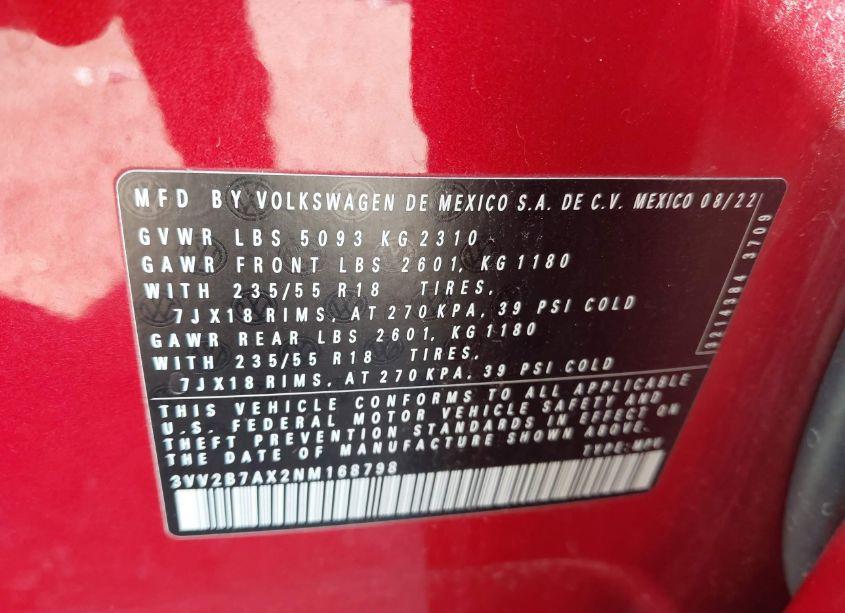 MFD BY VOLKSWAGEN DE MEXICO S.A. DE C.V. MEXICO 08/22
GVWR LBS 5093 KG 2310
GAWR FRONT LBS 2601, KG 1180
WITH 235/55 R18 TIRES,
7JX18 RIMS, AT 270 KPA, 39 PSI COLD
GAWR REAR LBS 2601, KG 1180
WITH 235/55 R18 TIRES,
7JX18 RIMS, AT 270 KPA, 39 PSI COLD
THIS VEHICLE CONFORMS TO ALL APPLICABLE
U.S. FEDERAL MOTOR VEHICLE SAFETY AND
THEFT PREVENTION STANDARDS IN EFFECT ON
THE DATE OF MANUFACTURE SHOWN ABOVE.
TYPE: MPV
3VV2B7AX2NM168798
3214384 3709